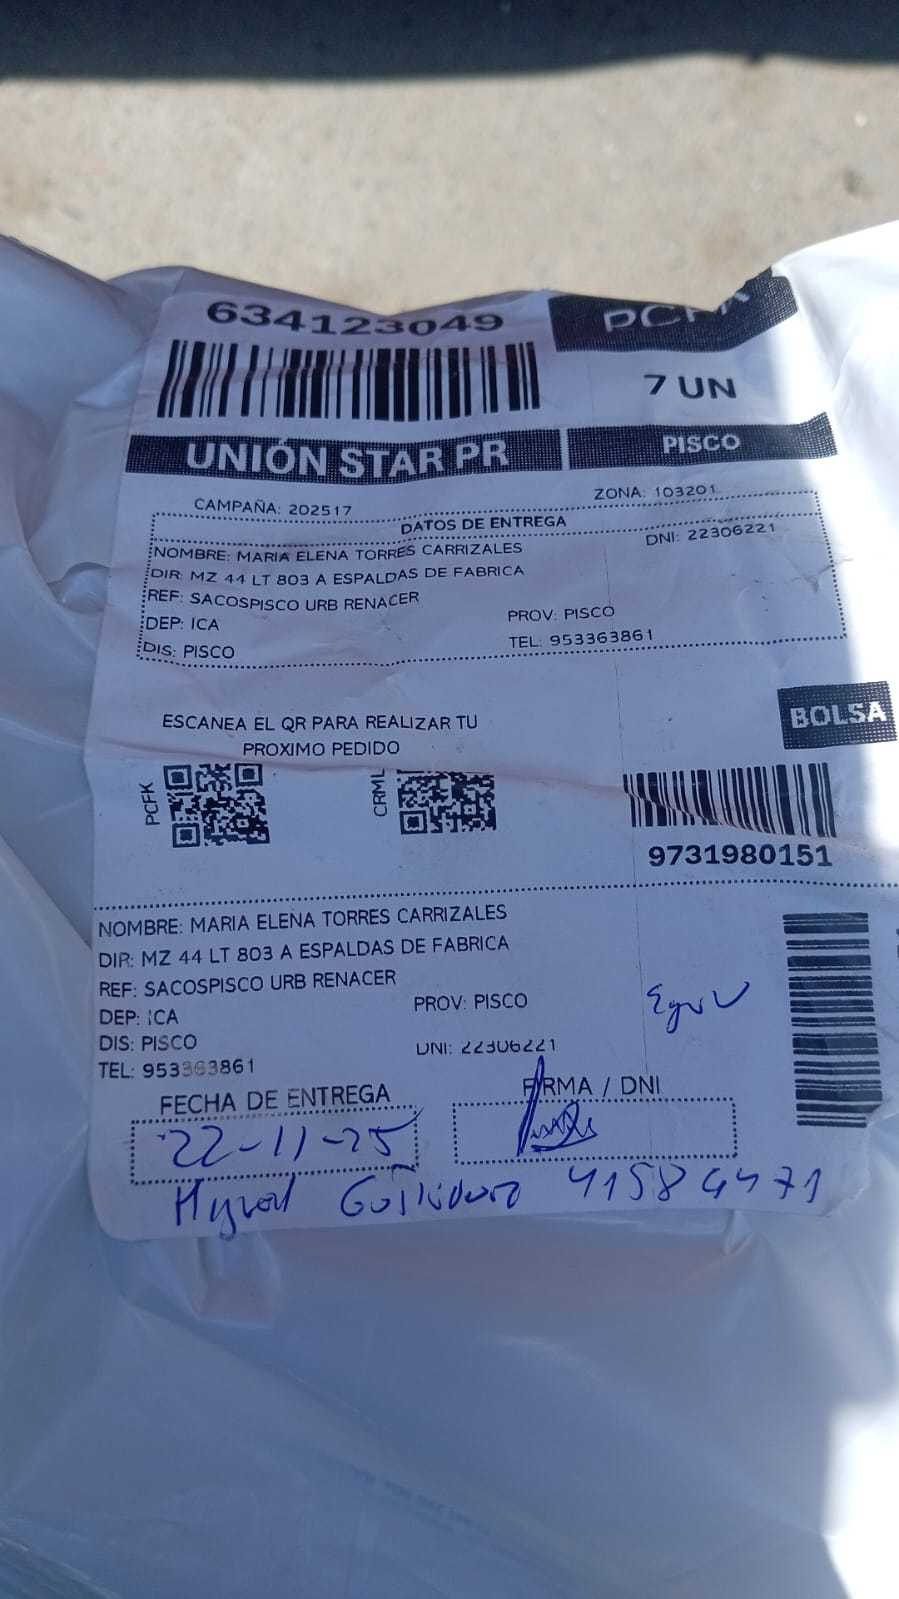 634123049
7 UN
UNIÓN STAR PR
PISCO
CAMPAÑA: 202517
ZONA: 103201
DATOS DE ENTREGA
NOMBRE: MARIA ELENA TORRES CARRIZALES
DNI: 22306221
DIR: MZ 44 LT 803 A ESPALDAS DE FABRICA
REF: SACOSPISCO URB RENACER
DEP: ICA
PROV: PISCO
DIS: PISCO
TEL: 953363861
ESCANEA EL QR PARA REALIZAR TU
PROXIMO PEDIDO
PCFK
BOLSA
9731980151
NOMBRE: MARIA ELENA TORRES CARRIZALES
DIR: MZ 44 LT 803 A ESPALDAS DE FABRICA
REF: SACOSPISCO URB RENACER
DEP: ICA
PROV: PISCO
DIS: PISCO
DNI: 22306221
TEL: 953363861
FECHA DE ENTREGA
FIRMA / DNI
22-11-25
41584471